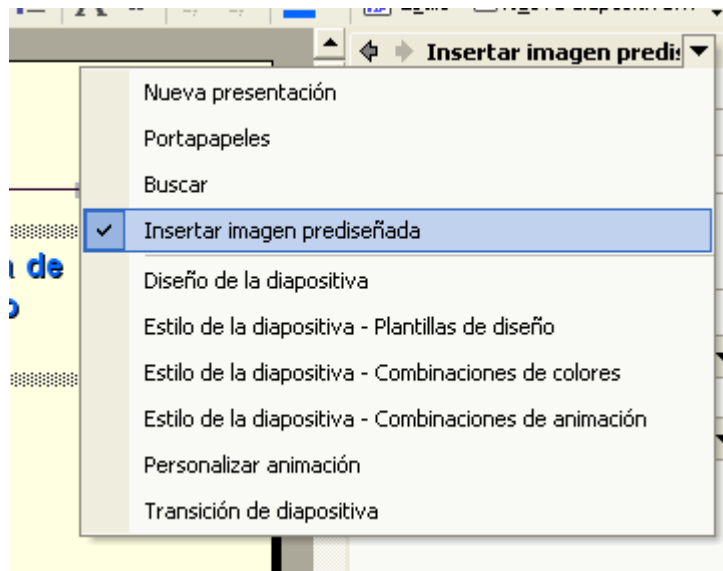 Insertar imagen predis
Nueva presentación
Portapapeles
Buscar
Insertar imagen prediseñada
de
Diseño de la diapositiva
Estilo de la diapositiva - Plantillas de diseño
Estilo de la diapositiva - Combinaciones de colores
Estilo de la diapositiva - Combinaciones de animación
Personalizar animación
Transición de diapositiva